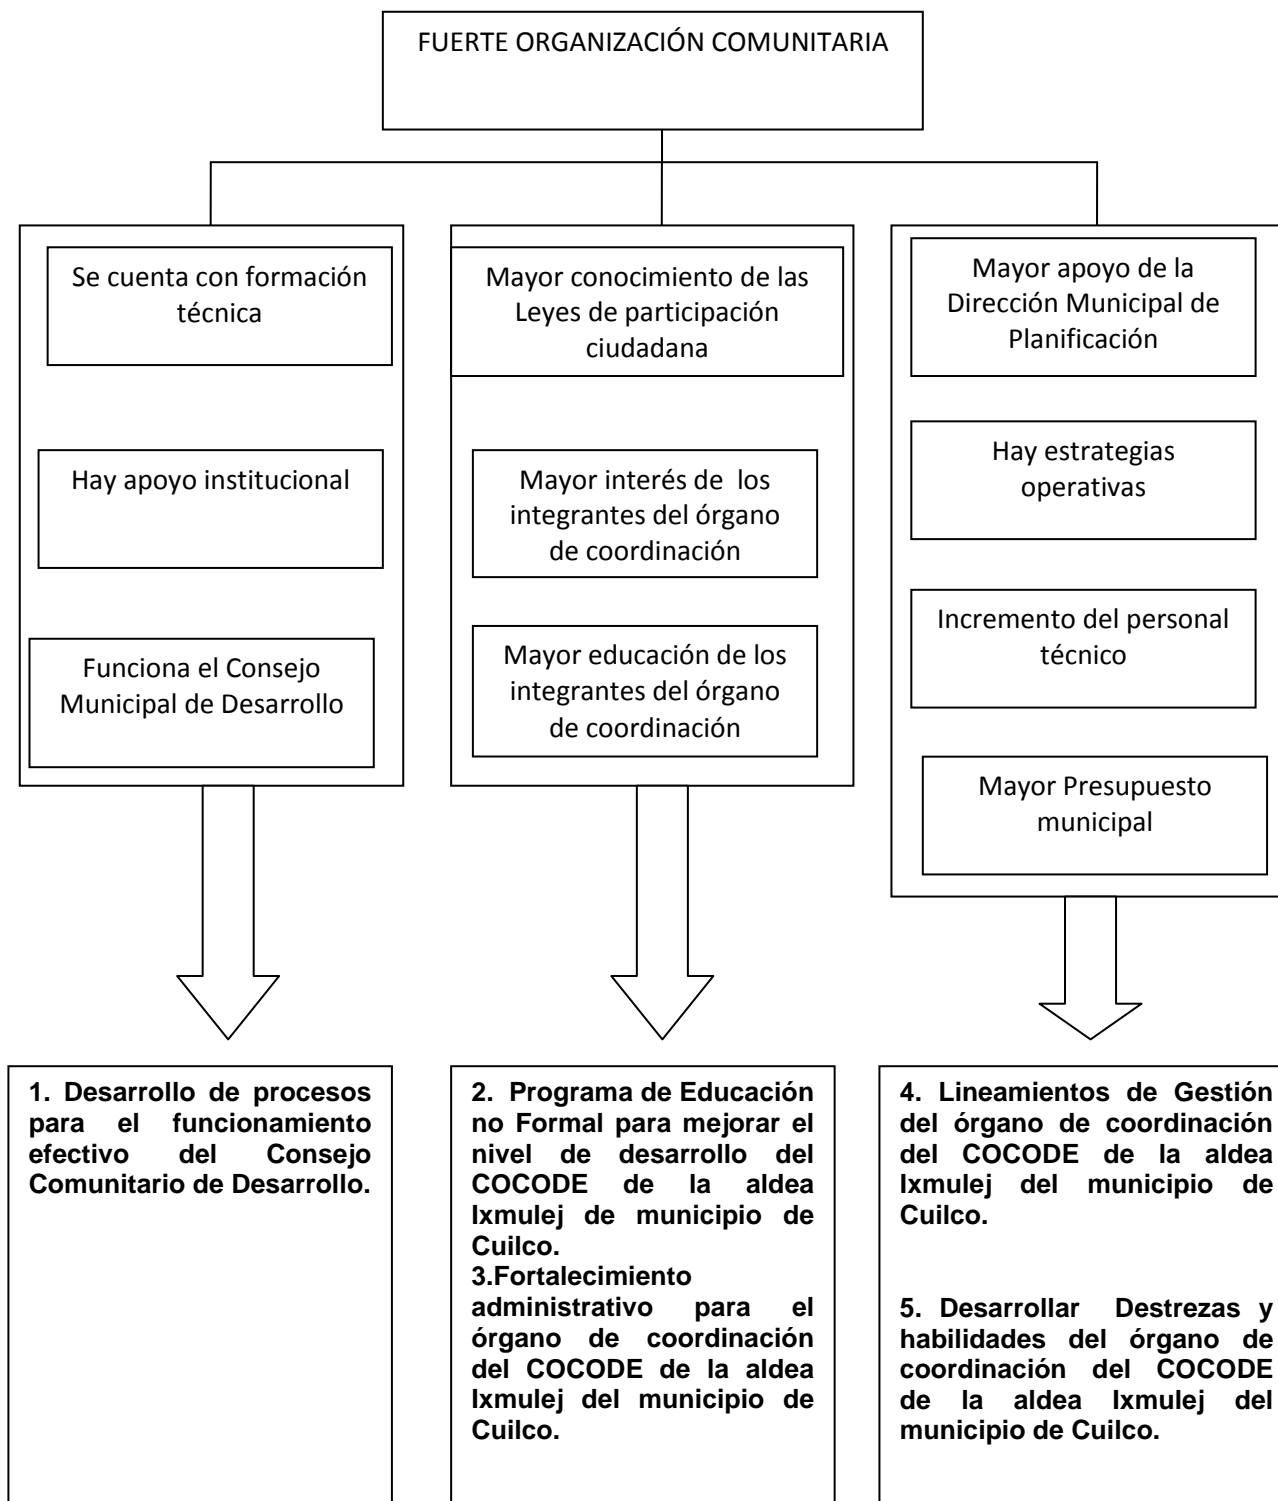 FUERTE ORGANIZACIÓN COMUNITARIA
Se cuenta con formación
técnica
Hay apoyo institucional
Funciona el Consejo
Municipal de Desarrollo
Mayor conocimiento de las
Leyes de participación
ciudadana
Mayor interés de los
integrantes del órgano
de coordinación
Mayor educación de los
integrantes del órgano
de coordinación
Mayor apoyo de la
Dirección Municipal de
Planificación
Hay estrategias
operativas
Incremento del personal
técnico
Mayor Presupuesto
municipal
1. Desarrollo de procesos
para el funcionamiento
efectivo del Consejo
Comunitario de Desarrollo.
2. Programa de Educación
no Formal para mejorar el
nivel de desarrollo del
COCODE de la aldea
Ixmulej de municipio de
Cuilco.
3.Fortalecimiento
administrativo para el
órgano de coordinación
del COCODE de la aldea
Ixmulej del municipio de
Cuilco.
4. Lineamientos de Gestión
del órgano de coordinación
del COCODE de la aldea
Ixmulej del municipio de
Cuilco.
5. Desarrollar Destrezas y
habilidades del órgano de
coordinación del COCODE
de la aldea Ixmulej del
municipio de Cuilco.